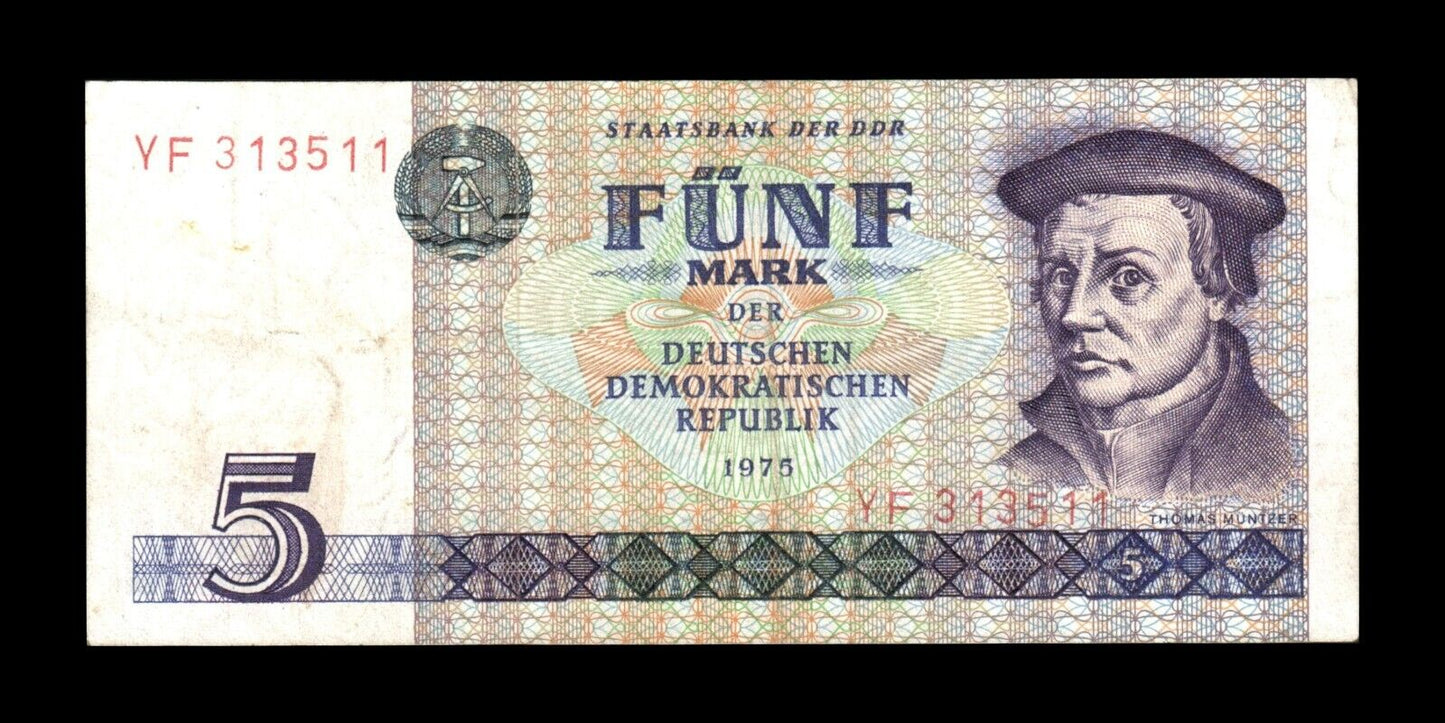 YF 313511
STAATSBANK DER DDR
FÜNF
MARK
DER
DEUTSCHEN
DEMOKRATISCHEN
REPUBLIK
1975
YF 313511
THOMAS MÜNTZER
5
5